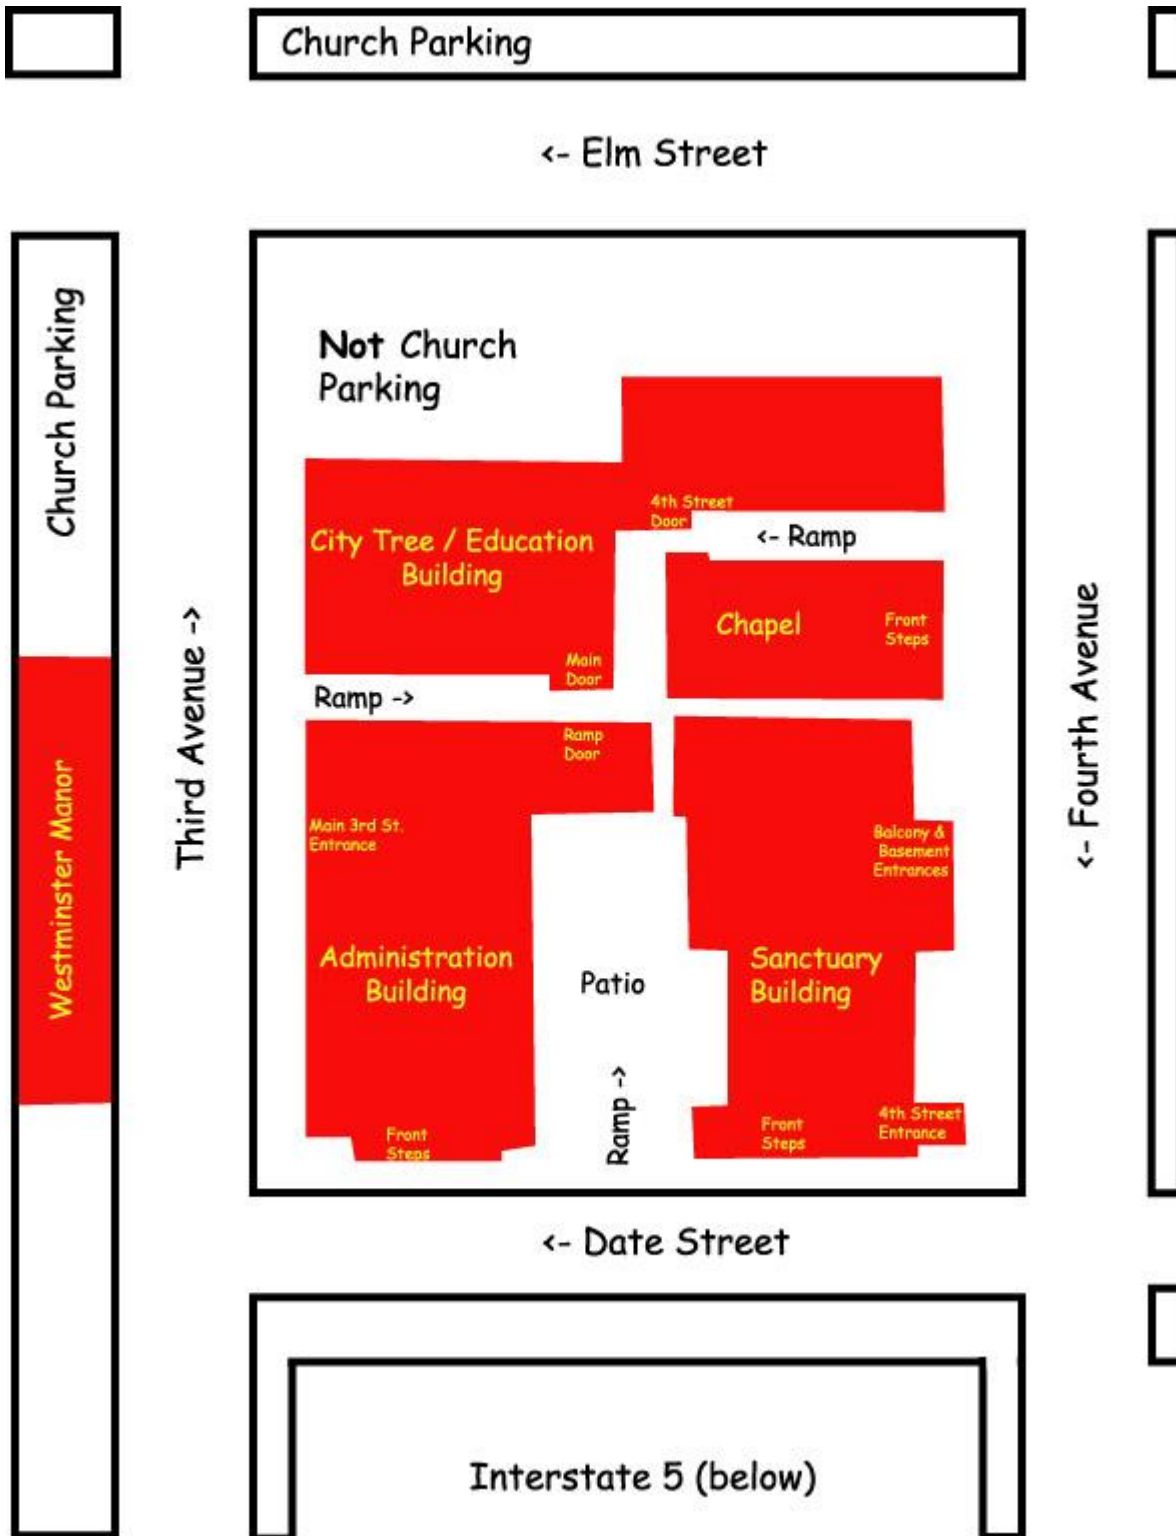 Church Parking
<- Elm Street
Church Parking
Not Church
Parking
4th Street
Door
<- Ramp
City Tree / Education
Building
Chapel
Front
Steps
Main
Door
Ramp ->
Third Avenue ->
<- Fourth Avenue
Ramp
Door
Westminster Manor
Main 3rd St.
Entrance
Balcony &
Basement
Entrances
Administration
Building
Patio
Sanctuary
Building
Ramp ->
Front
Steps
Front
Steps
4th Street
Entrance
<- Date Street
Interstate 5 (below)